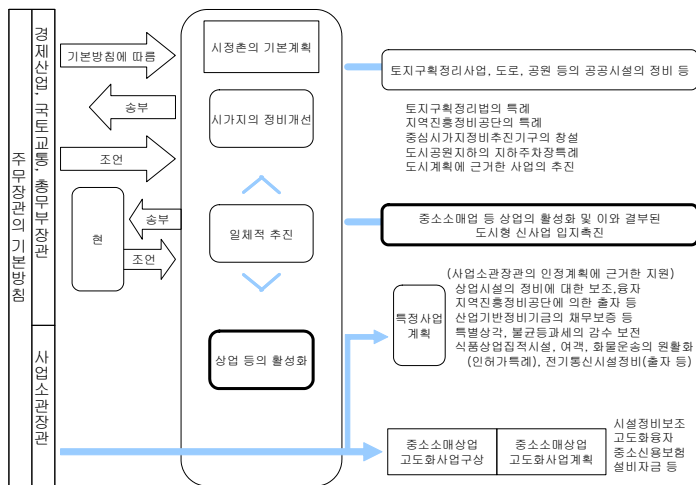 주무장관의 기본방침
경제산업, 국토교통, 총무부장관
사업소관장관
기본방침에 따름
송부
조언
현
송부
조언
시정촌의 기본계획
시가지의 정비개선
일체적 추진
상업 등의 활성화
토지구획정리사업, 도로, 공원 등의 공공시설의 정비 등
토지구획정리법의 특례
지역진흥정비공단의 특례
중심시가지정비추진기구의 창설
도시공원지하의 지하주차장특례
도시계획에 근거한 사업의 추진
중소소매업 등 상업의 활성화 및 이와 결부된
도시형 신사업 입지촉진
특정사업
계획
(사업소관장관의 인정계획에 근거한 지원)
상업시설의 정비에 대한 보조,융자
지역진흥정비공단에 의한 출자 등
산업기반정비기금의 채무보증 등
특별상각, 불균등과세의 감수 보전
식품상업집적시설, 여객, 화물운송의 원활화
(인허가특례), 전기통신시설정비(출자 등)
중소소매상업
고도화사업구상
중소소매상업
고도화사업계획
시설정비보조
고도화융자
중소신용보험
설비자금 등